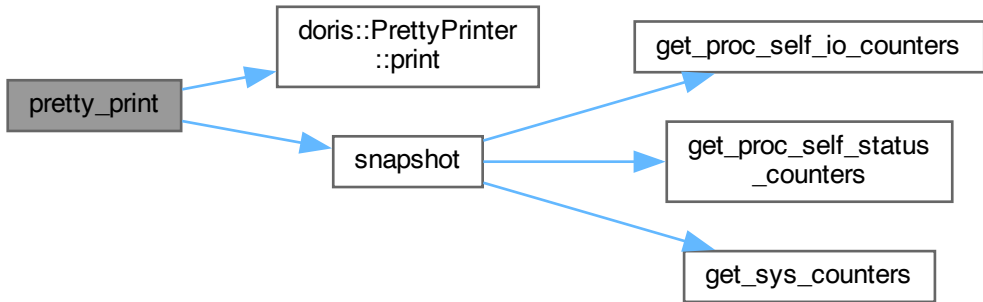 pretty_print
doris::PrettyPrinter
::print
snapshot
get_proc_self_io_counters
get_proc_self_status
_counters
get_sys_counters